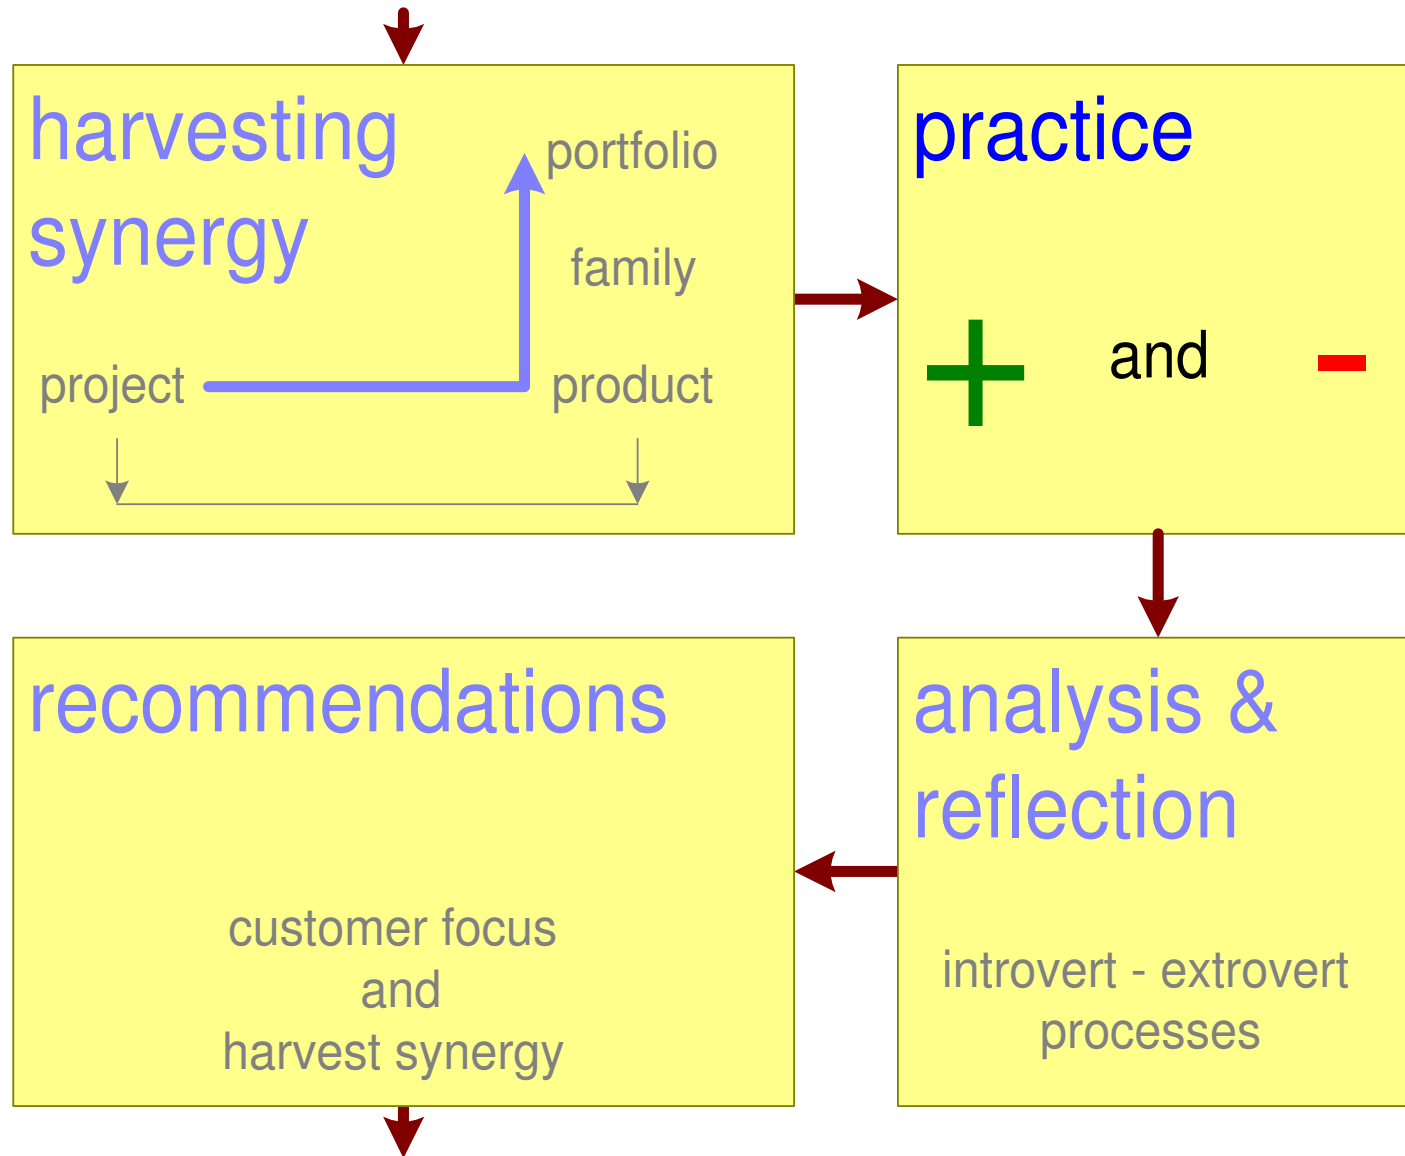 harvesting
synergy
portfolio
family
project
product
practice
+ and -
recommendations
customer focus
and
harvest synergy
analysis &
reflection
introvert - extrovert
processes